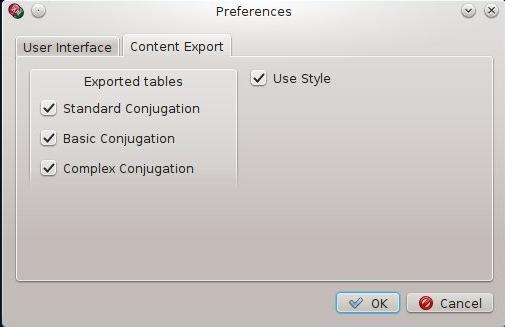 Preferences
User Interface
Content Export
Exported tables
Use Style
Standard Conjugation
Basic Conjugation
Complex Conjugation
OK
Cancel